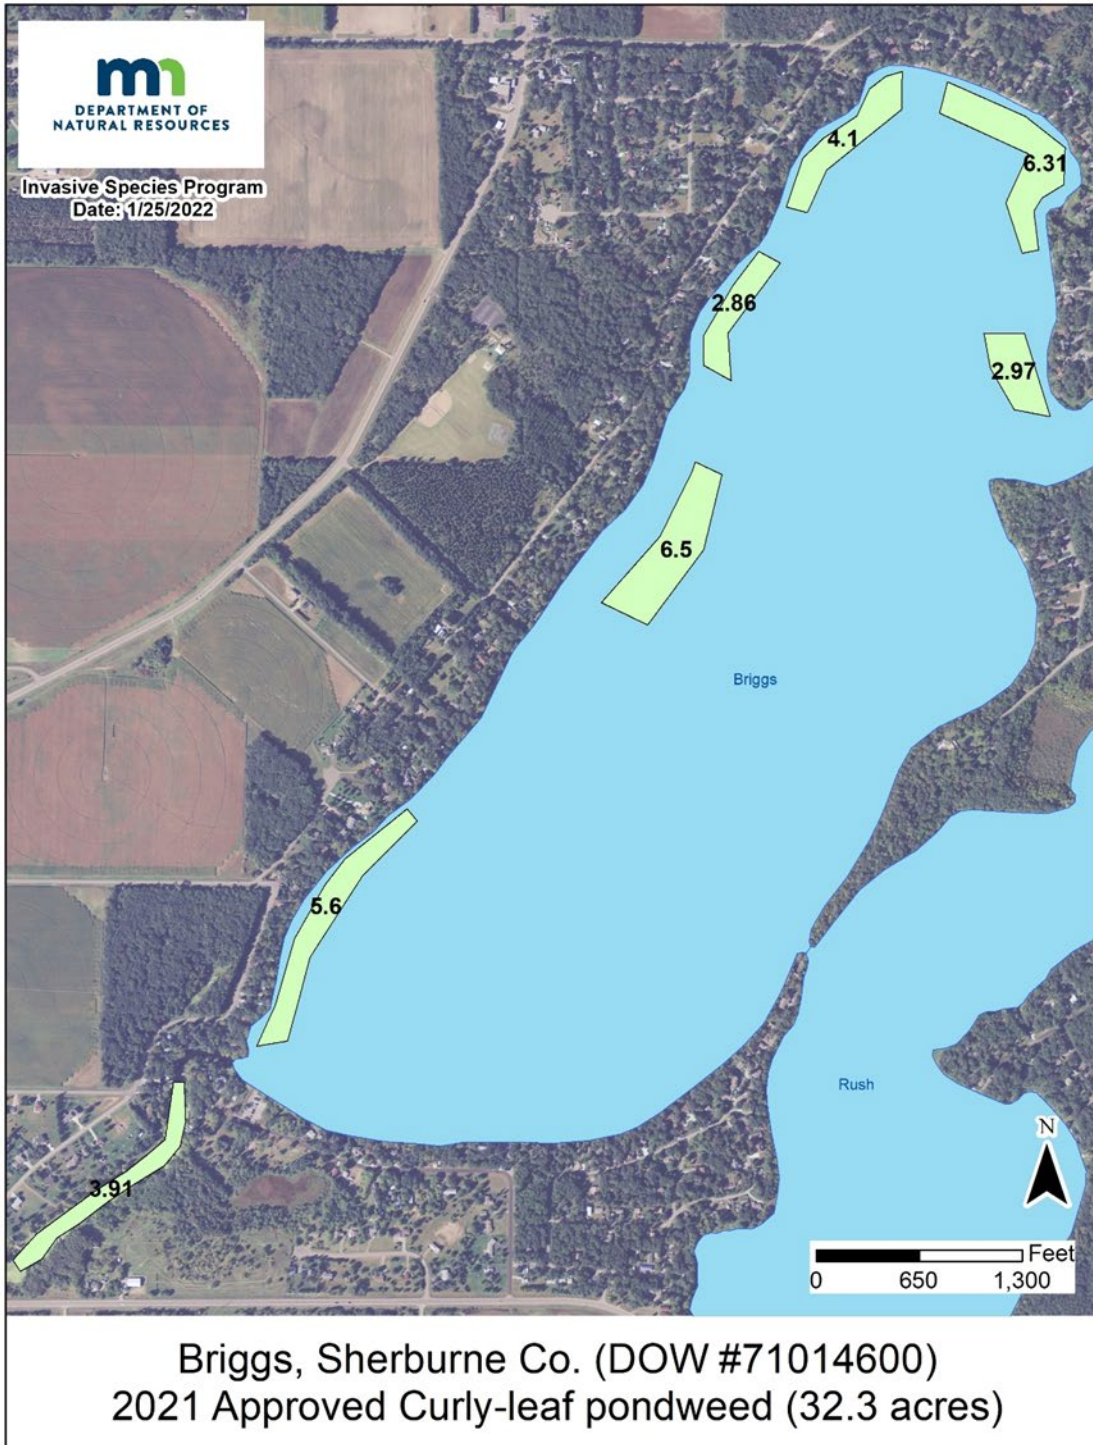 mn
DEPARTMENT OF
NATURAL RESOURCES
Invasive Species Program
Date: 1/25/2022
4.1
6.31
2.86
2.97
6.5
Briggs
5.6
Rush
3.91
N
Feet
0 650 1,300
Briggs, Sherburne Co. (DOW #71014600)
2021 Approved Curly-leaf pondweed (32.3 acres)